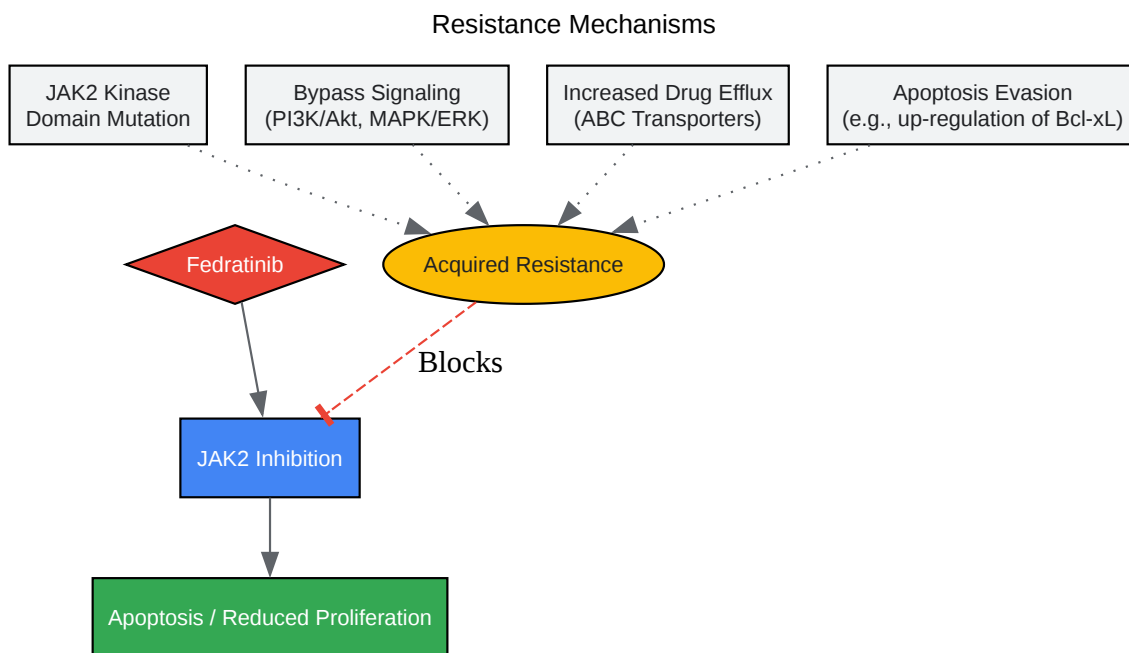 Resistance Mechanisms
JAK2 Kinase
Domain Mutation
Bypass Signaling
(PI3K/Akt, MAPK/ERK)
Increased Drug Efflux
(ABC Transporters)
Apoptosis Evasion
(e.g., up-regulation of Bcl-xL)
Fedratinib
Acquired Resistance
Blocks
JAK2 Inhibition
Apoptosis / Reduced Proliferation